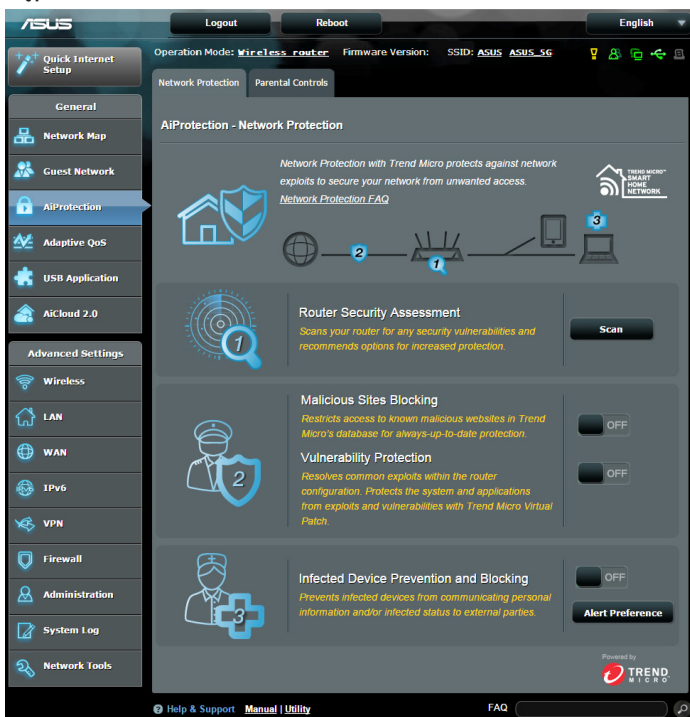 ASUS
Logout
Reboot
English
Quick Internet
Setup
Operation Mode: Wireless router Firmware Version: SSID: ASUS ASUS_5G
Network Protection
Parental Controls
General
Network Map
Guest Network
AiProtection
Adaptive QoS
USB Application
AiCloud 2.0
Advanced Settings
Wireless
LAN
WAN
IPv6
VPN
Firewall
Administration
System Log
Network Tools
AiProtection - Network Protection
Network Protection with Trend Micro protects against network
exploits to secure your network from unwanted access.
Network Protection FAQ
TREND MICRO™
SMART
HOME
NETWORK
2
1
3
1
Router Security Assessment
Scans your router for any security vulnerabilities and
recommends options for increased protection.
Scan
2
Malicious Sites Blocking
Restricts access to known malicious websites in Trend
Micro's database for always-up-to-date protection.
OFF
Vulnerability Protection
Resolves common exploits within the router
configuration. Protects the system and applications
from exploits and vulnerabilities with Trend Micro Virtual
Patch.
OFF
3
Infected Device Prevention and Blocking
Prevents infected devices from communicating personal
information and/or infected status to external parties.
OFF
Alert Preference
Powered by
TREND
MICRO
Help & Support Manual | Utility
FAQ